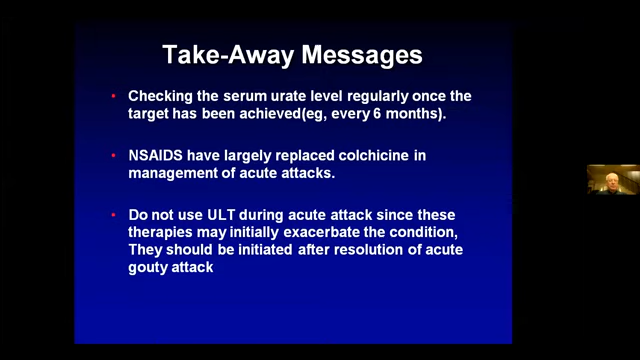 Take-Away Messages
• Checking the serum urate level regularly once the
target has been achieved(eg, every 6 months).
• NSAIDS have largely replaced colchicine in
management of acute attacks.
• Do not use ULT during acute attack since these
therapies may initially exacerbate the condition,
They should be initiated after resolution of acute
gouty attack